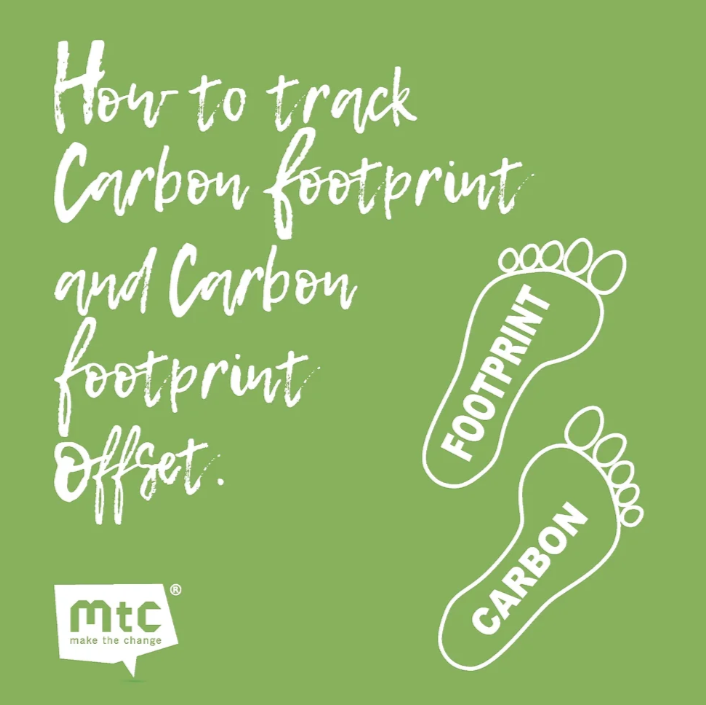 How to track
Carbon footprint
and Carbon
footprint
Offset.
FOOTPRINT
CARBON
mtc®
make the change